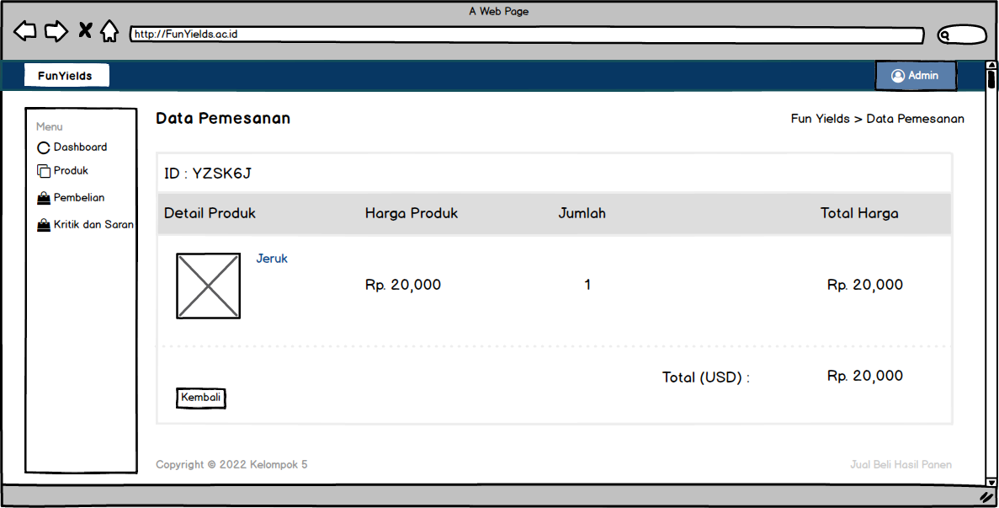 A Web Page
http://FunYields.ac.id
FunYields
Admin
Menu
Dashboard
Produk
Pembelian
Kritik dan Saran
Data Pemesanan
Fun Yields > Data Pemesanan
ID : YZSK6J
Detail Produk Harga Produk Jumlah Total Harga
Jeruk
Rp. 20,000 1 Rp. 20,000
Total (USD) : Rp. 20,000
Kembali
Copyright © 2022 Kelompok 5
Jual Beli Hasil Panen